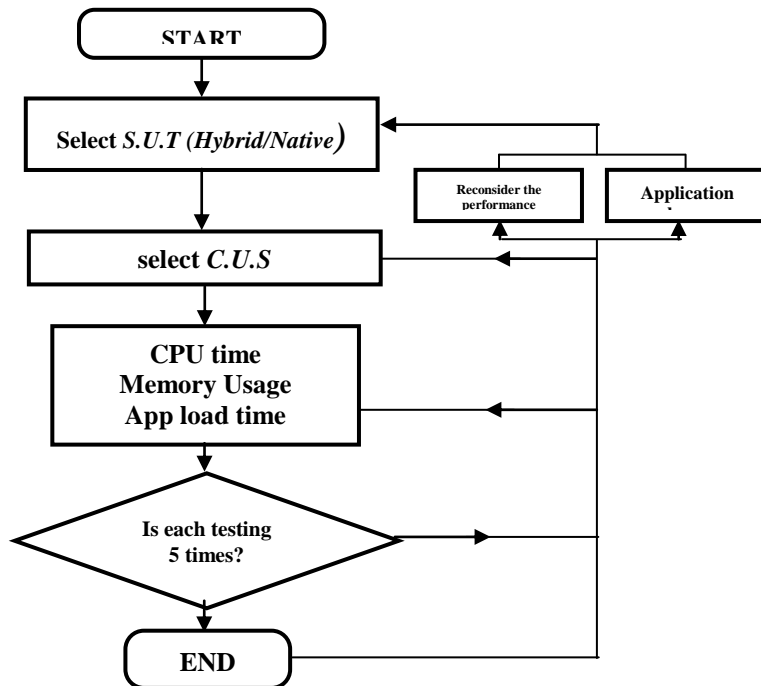 START
Select S.U.T (Hybrid/Native)
Reconsider the
performance
Application
select C.U.S
CPU time
Memory Usage
App load time
Is each testing
5 times?
END